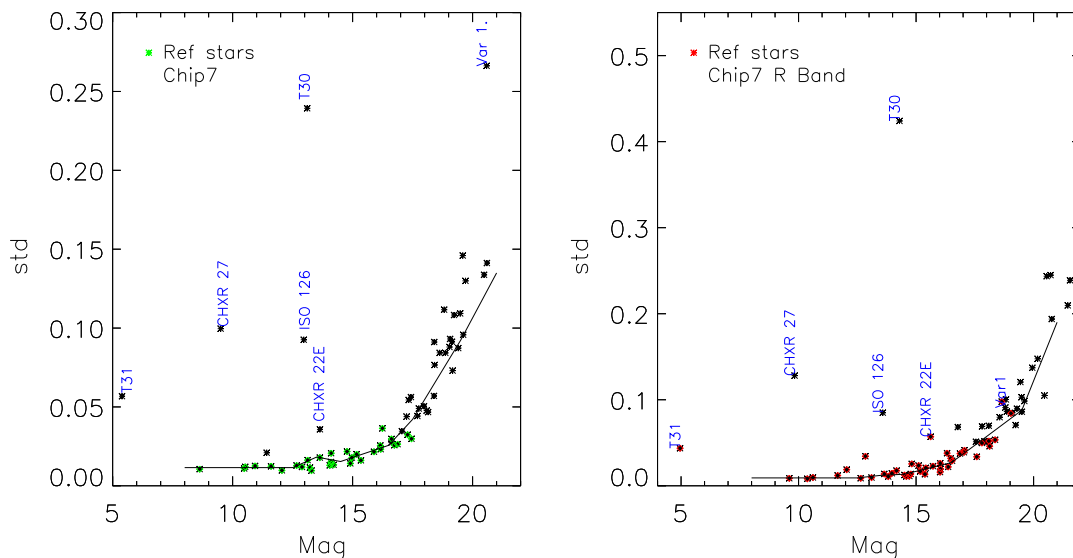 0.30
0.25
0.20
0.15
0.10
0.05
0.00
std
5
10
15
20
Mag
Ref stars
Chip7
T31
CHXR 27
T30
ISO 126
CHXR 22E
Var 1.
0.5
0.4
0.3
0.2
0.1
0.0
std
5
10
15
20
Mag
Ref stars
Chip7 R Band
T31
CHXR 27
ISO 126
T30
CHXR 22E
Var1